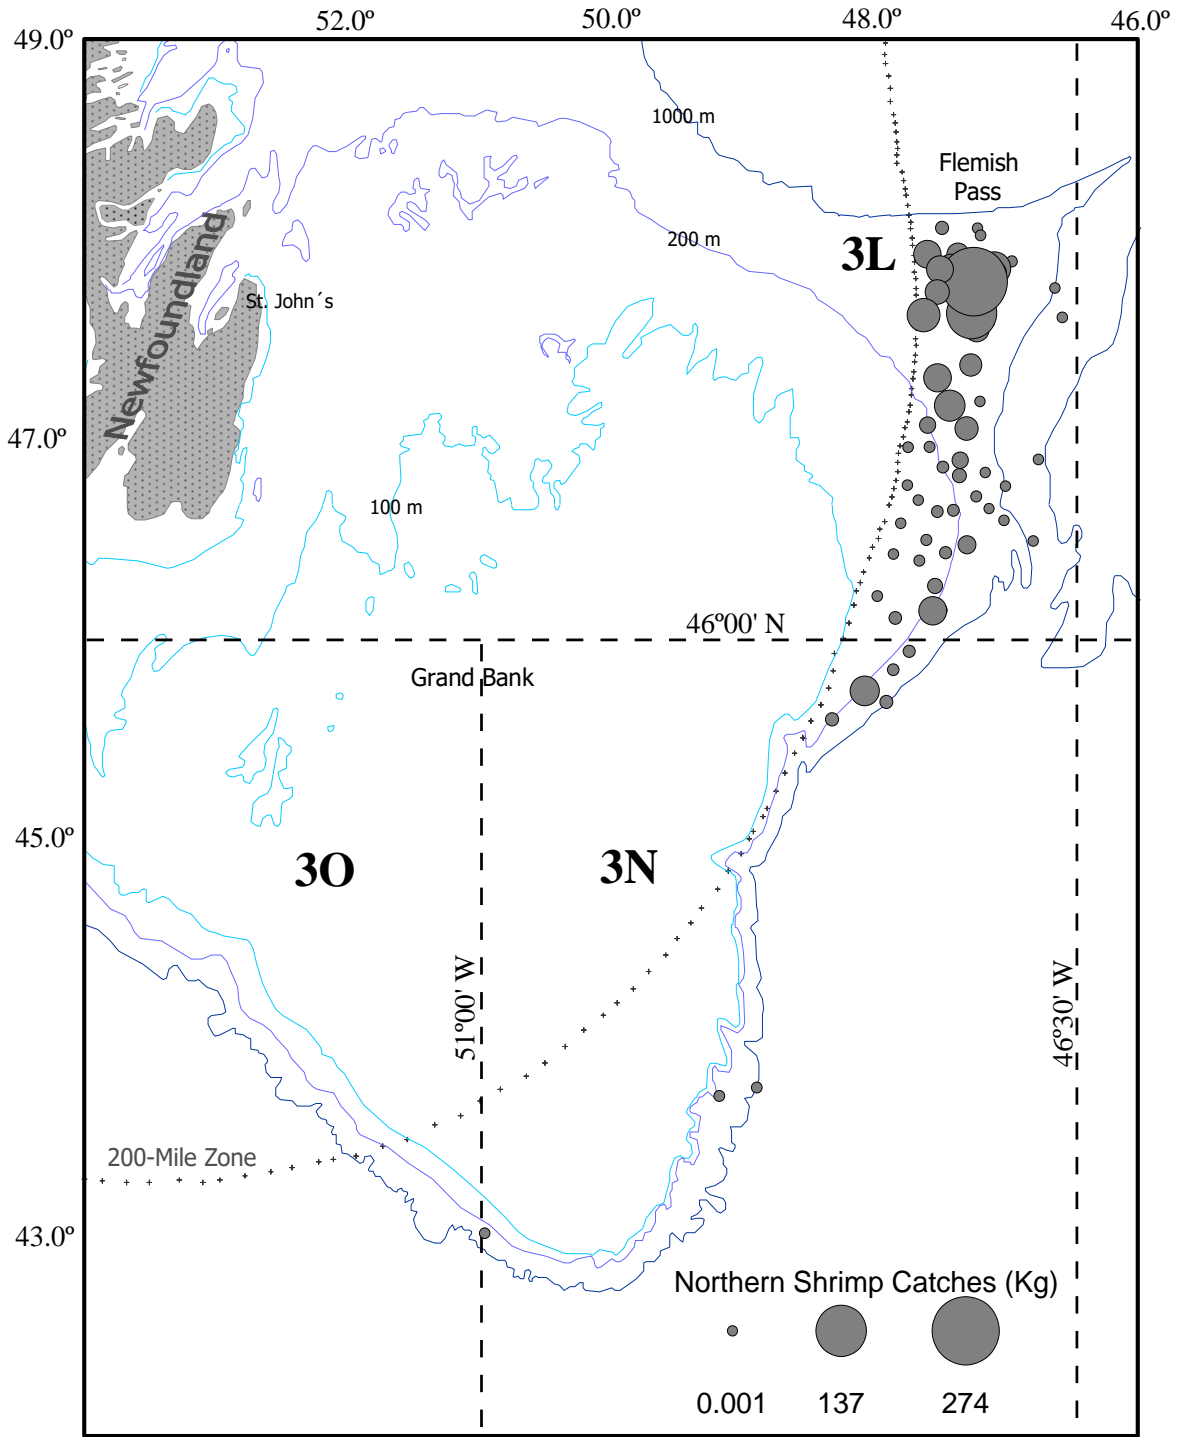 52.0º 50.0º 48.0º 46.0º
49.0º
1000 m
Flemish
Pass
200 m
3L
Newfoundland
St. John´s
47.0º
100 m
46º00' N
Grand Bank
45.0º
3O
3N
51º00' W
46º30' W
200-Mile Zone
43.0º
Northern Shrimp Catches (Kg)
0.001 137 274